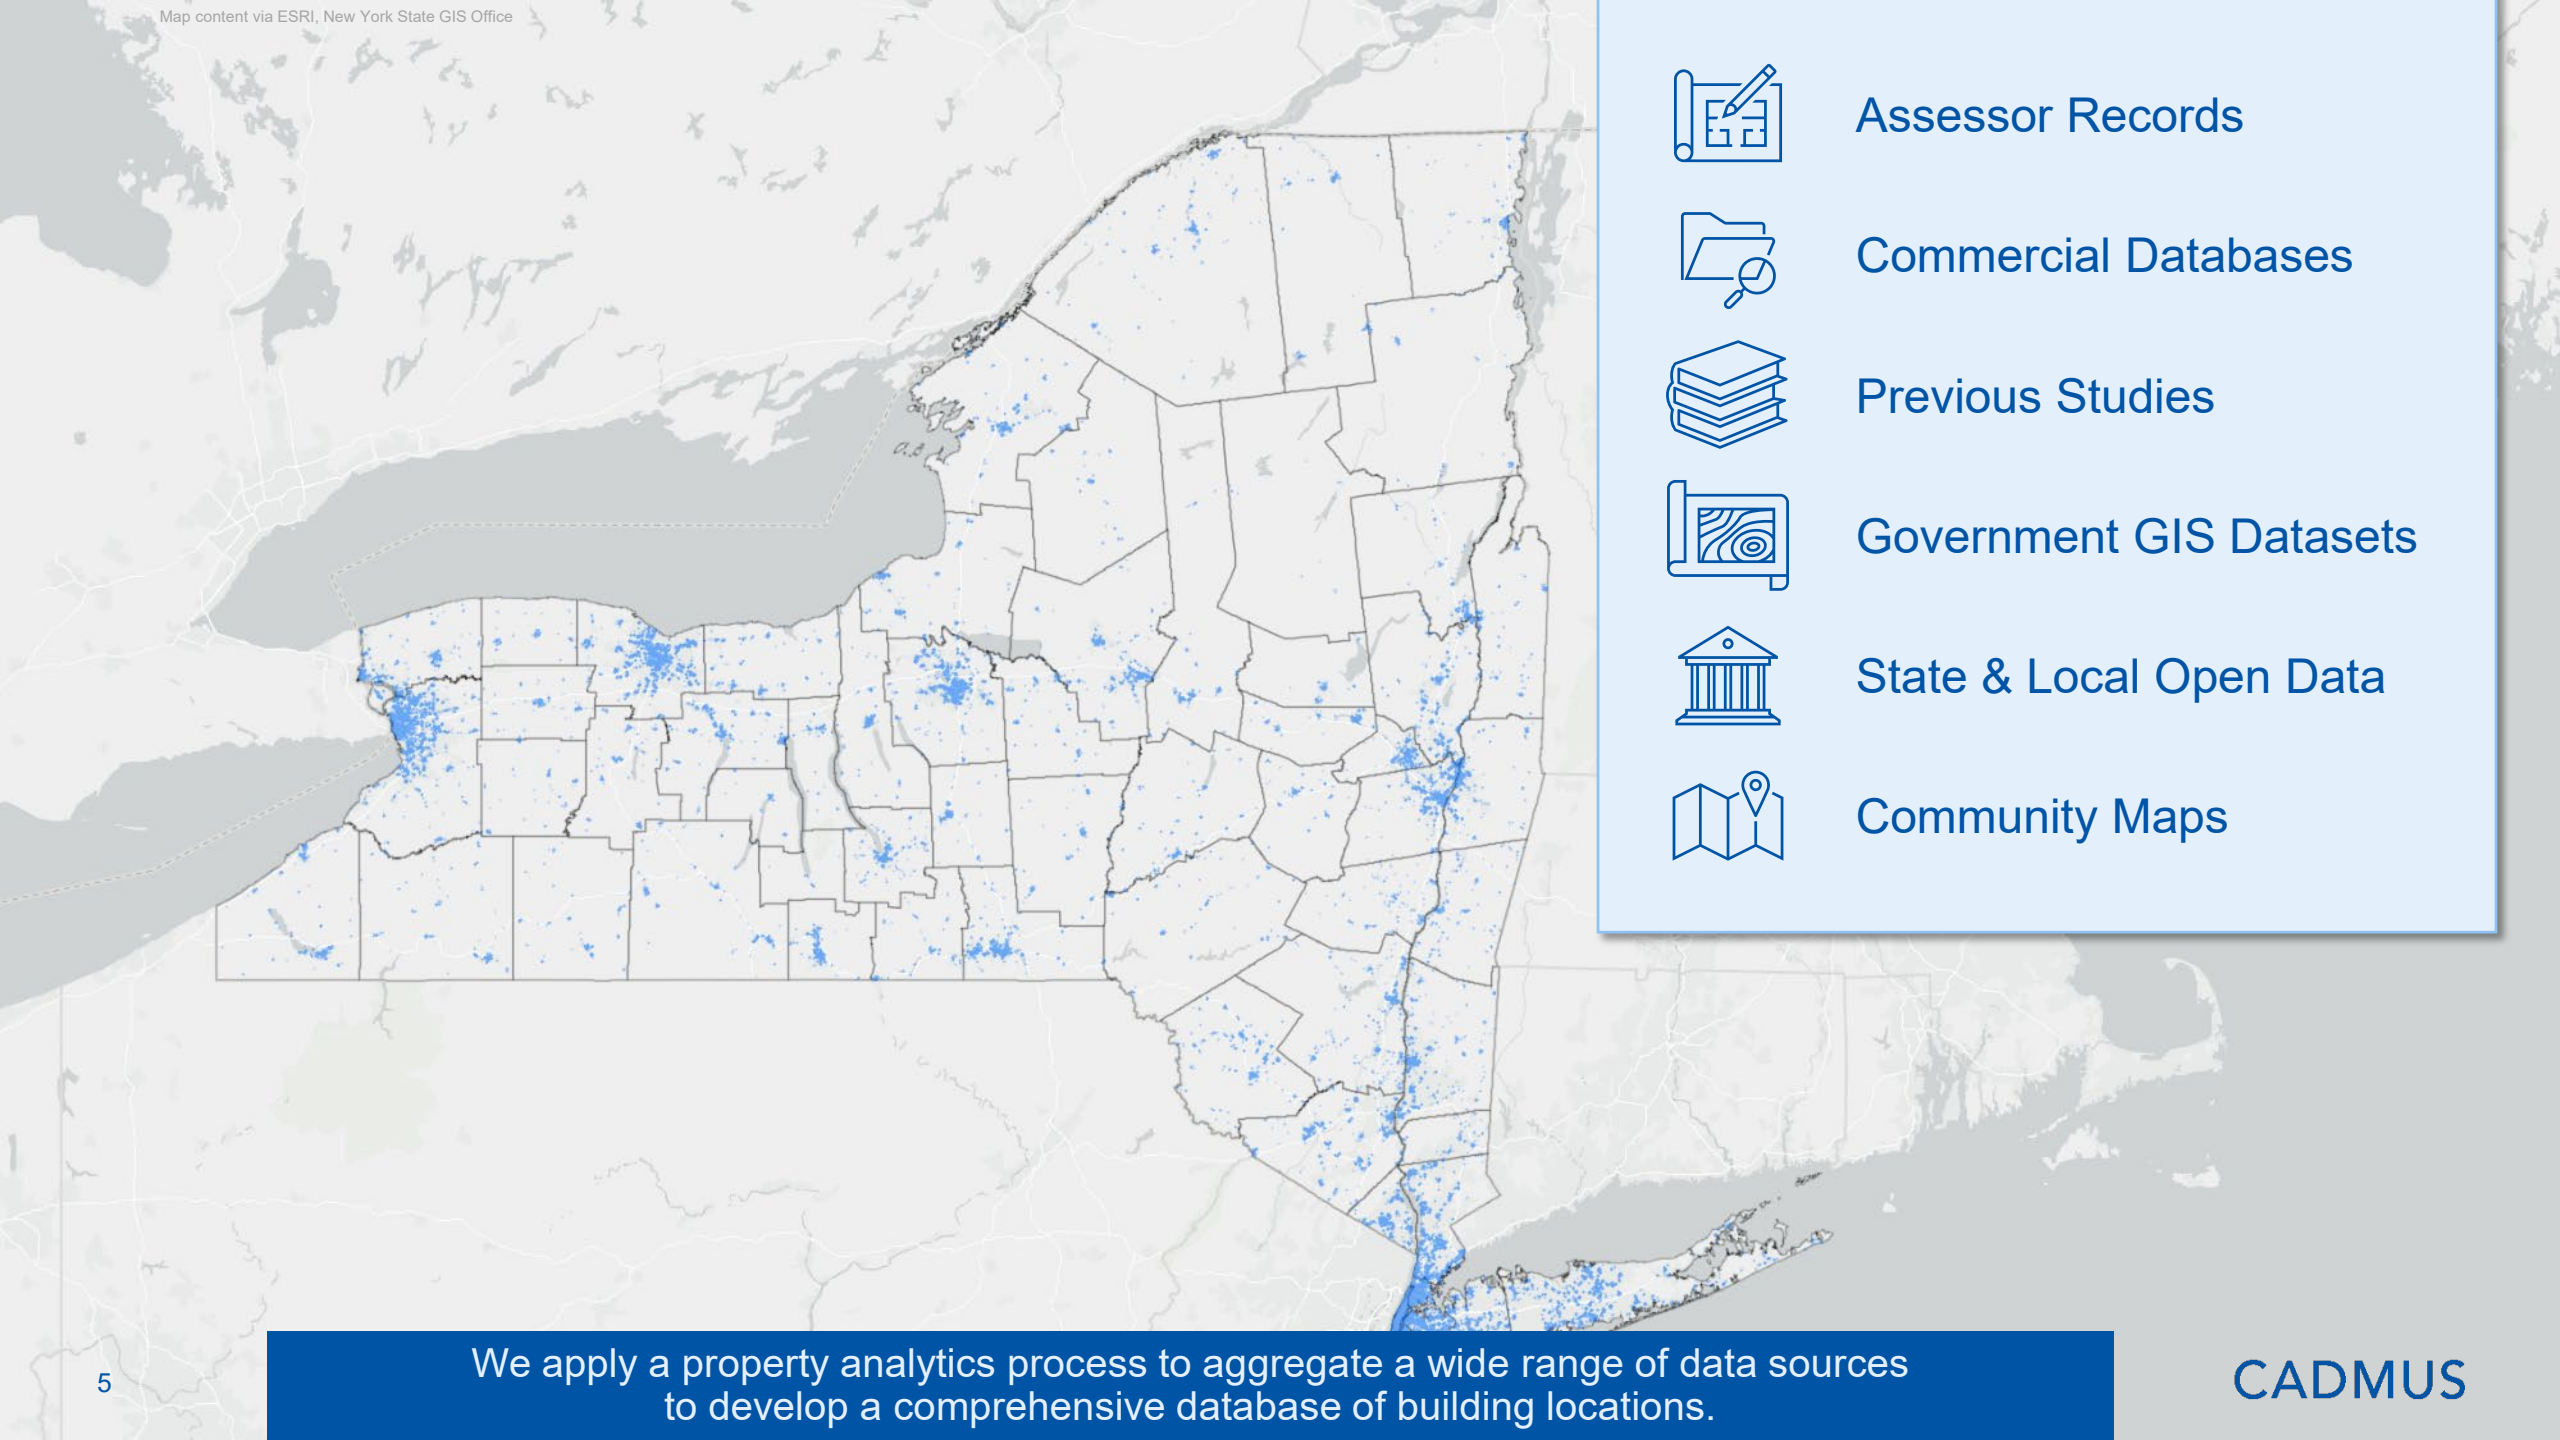 Map content via ESRI, New York State GIS Office
Assessor Records
Commercial Databases
Previous Studies
Government GIS Datasets
State & Local Open Data
Community Maps
We apply a property analytics process to aggregate a wide range of data sources
to develop a comprehensive database of building locations.
5
CADMUS